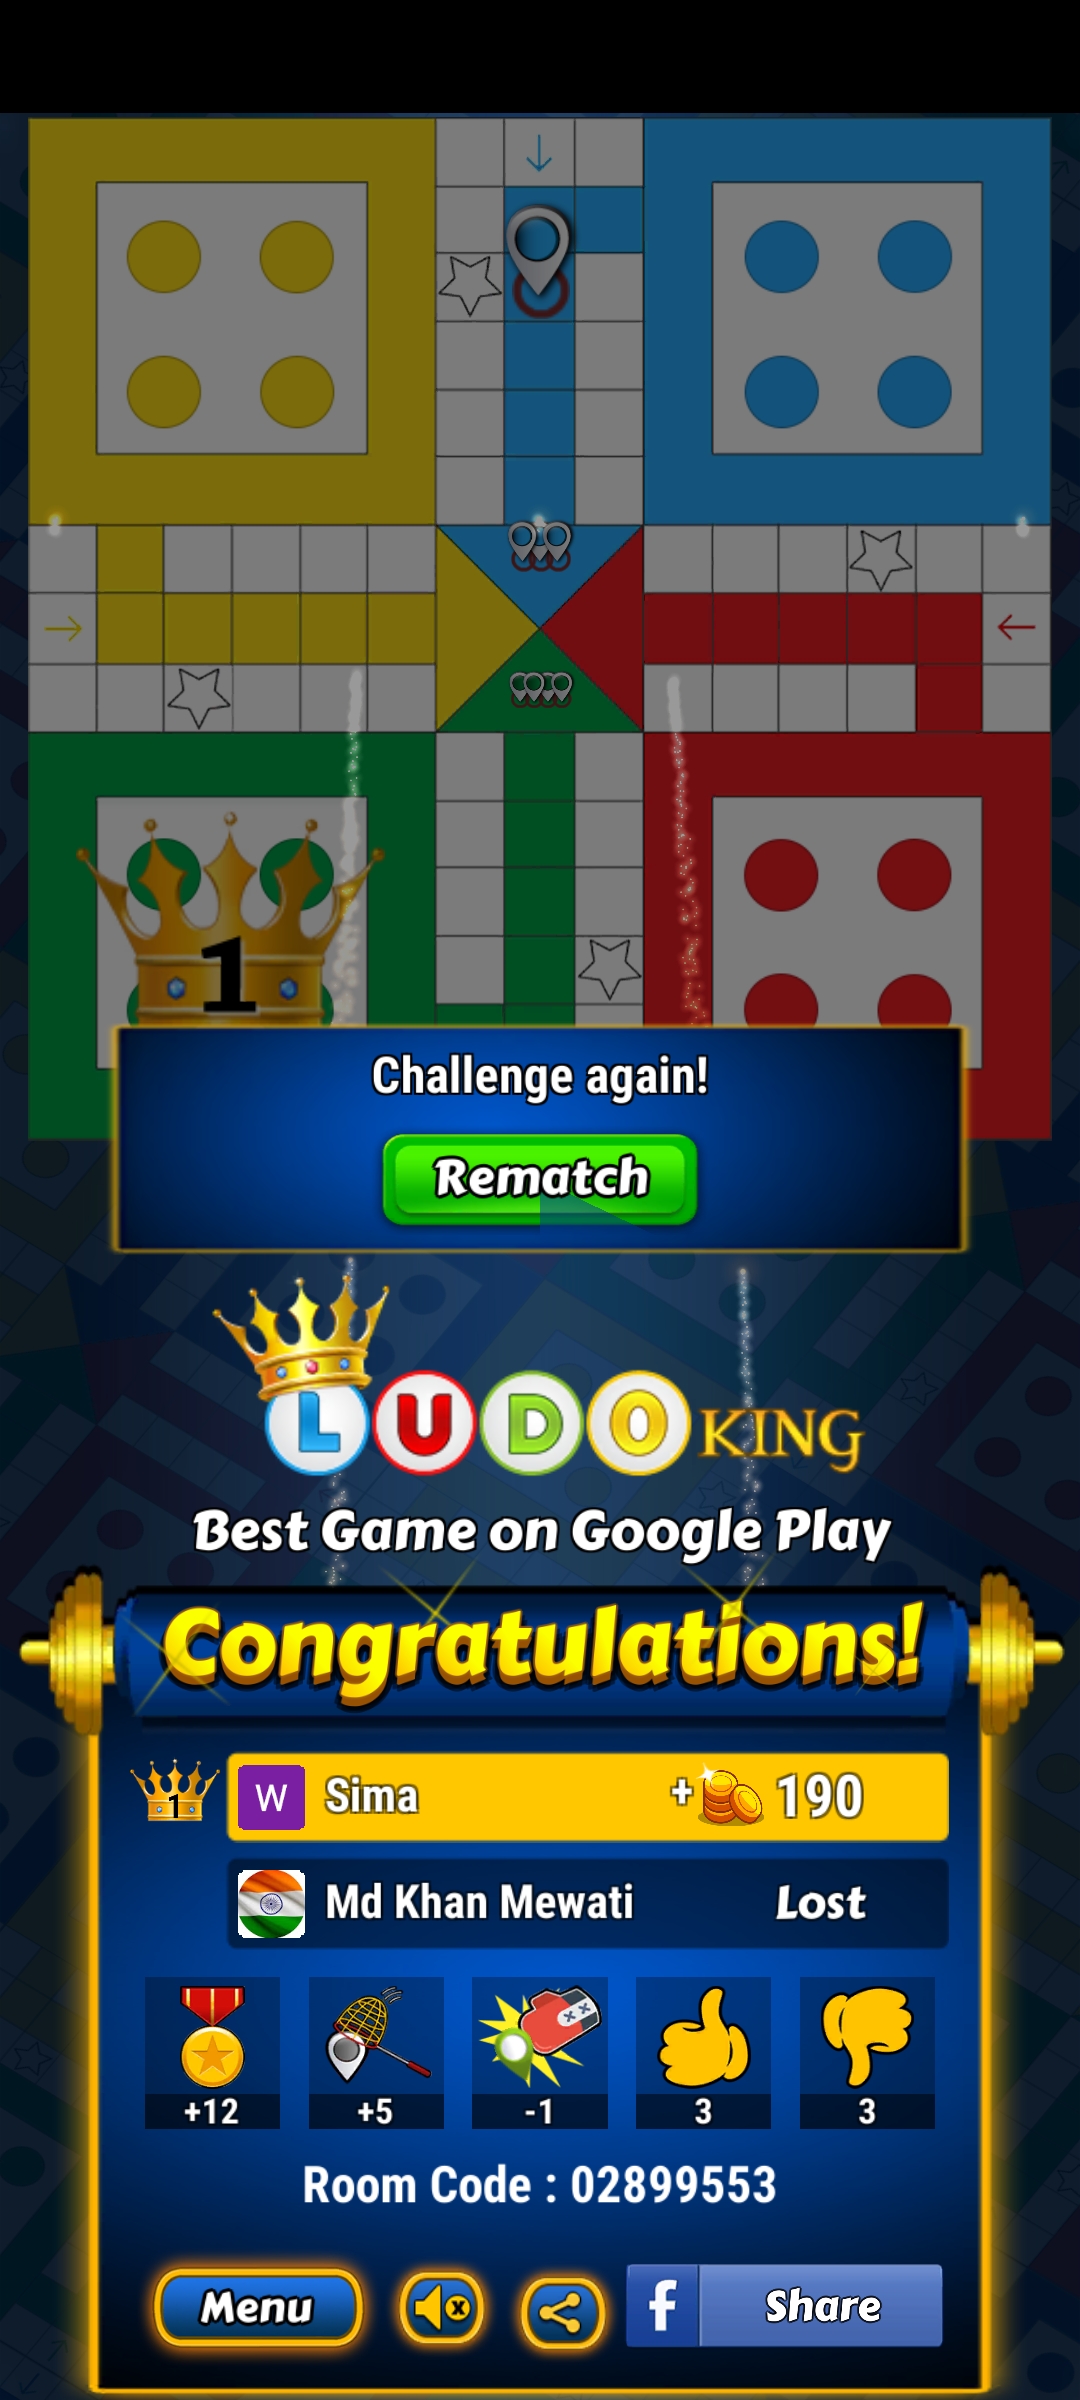 1
Challenge again!
Rematch
LUDO KING
Best Game on Google Play
Congratulations!
1 W Sima + 190
Md Khan Mewati Lost
+12 +5 -1 3 3
Room Code : 02899553
Menu x f Share